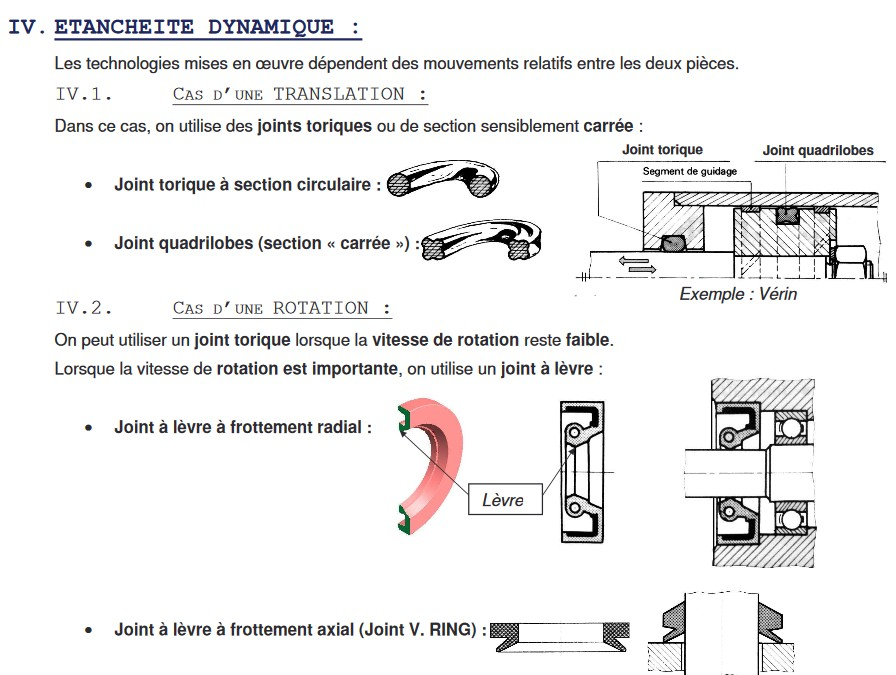 IV. ETANCHEITE DYNAMIQUE :
Les technologies mises en œuvre dépendent des mouvements relatifs entre les deux pièces.
IV.1. CAS D'UNE TRANSLATION :
Dans ce cas, on utilise des joints toriques ou de section sensiblement carrée :
Joint torique
Joint quadrilobes
Segment de guidage
• Joint torique à section circulaire :
• Joint quadrilobes (section « carrée ») :
Exemple : Vérin
IV.2. CAS D'UNE ROTATION :
On peut utiliser un joint torique lorsque la vitesse de rotation reste faible.
Lorsque la vitesse de rotation est importante, on utilise un joint à lèvre :
• Joint à lèvre à frottement radial :
Lèvre
• Joint à lèvre à frottement axial (Joint V. RING) :